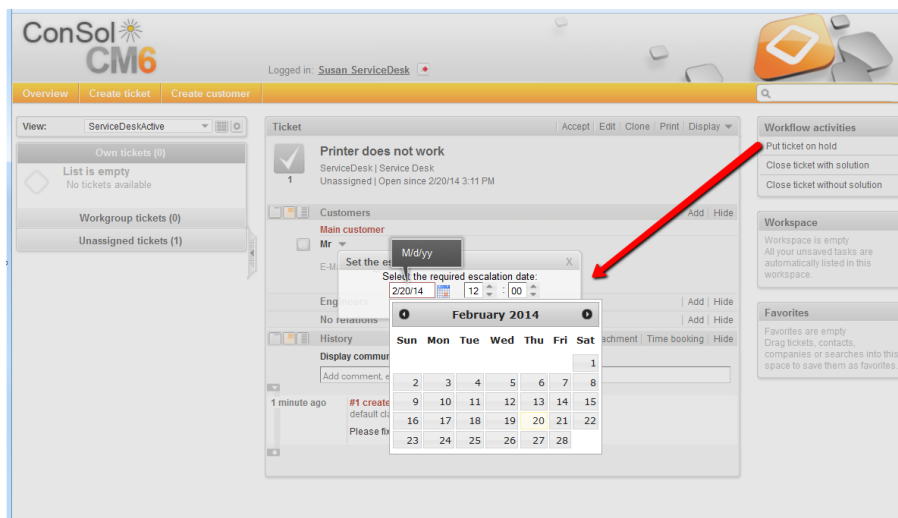 ConSol
CM6
Logged in: Susan ServiceDesk
Overview Create ticket Create customer
View: ServiceDeskActive
Own tickets (0)
List is empty
No tickets available
Workgroup tickets (0)
Unassigned tickets (1)
Ticket Accept Edit Clone Print Display
Printer does not work
ServiceDesk | Service Desk
1 Unassigned | Open since 2/20/14 3:11 PM
Customers Add Hide
Main customer
Mr
M/d/yy
Set the es X
Select the required escalation date:
2/20/14 12 : 00
Add Hide
No relations Add Hide
History Time booking Hide
Display commun
Add comment, e
1 minute ago #1 create
default cla
Please fix
February 2014
Sun Mon Tue Wed Thu Fri Sat
1
2 3 4 5 6 7 8
9 10 11 12 13 14 15
16 17 18 19 20 21 22
23 24 25 26 27 28
Workflow activities
Put ticket on hold
Close ticket with solution
Close ticket without solution
Workspace
Workspace is empty
All your unsaved tasks are
automatically listed in this
workspace.
Favorites
Favorites are empty
Drag tickets, contacts,
companies or searches into this
space to save them as favorites.